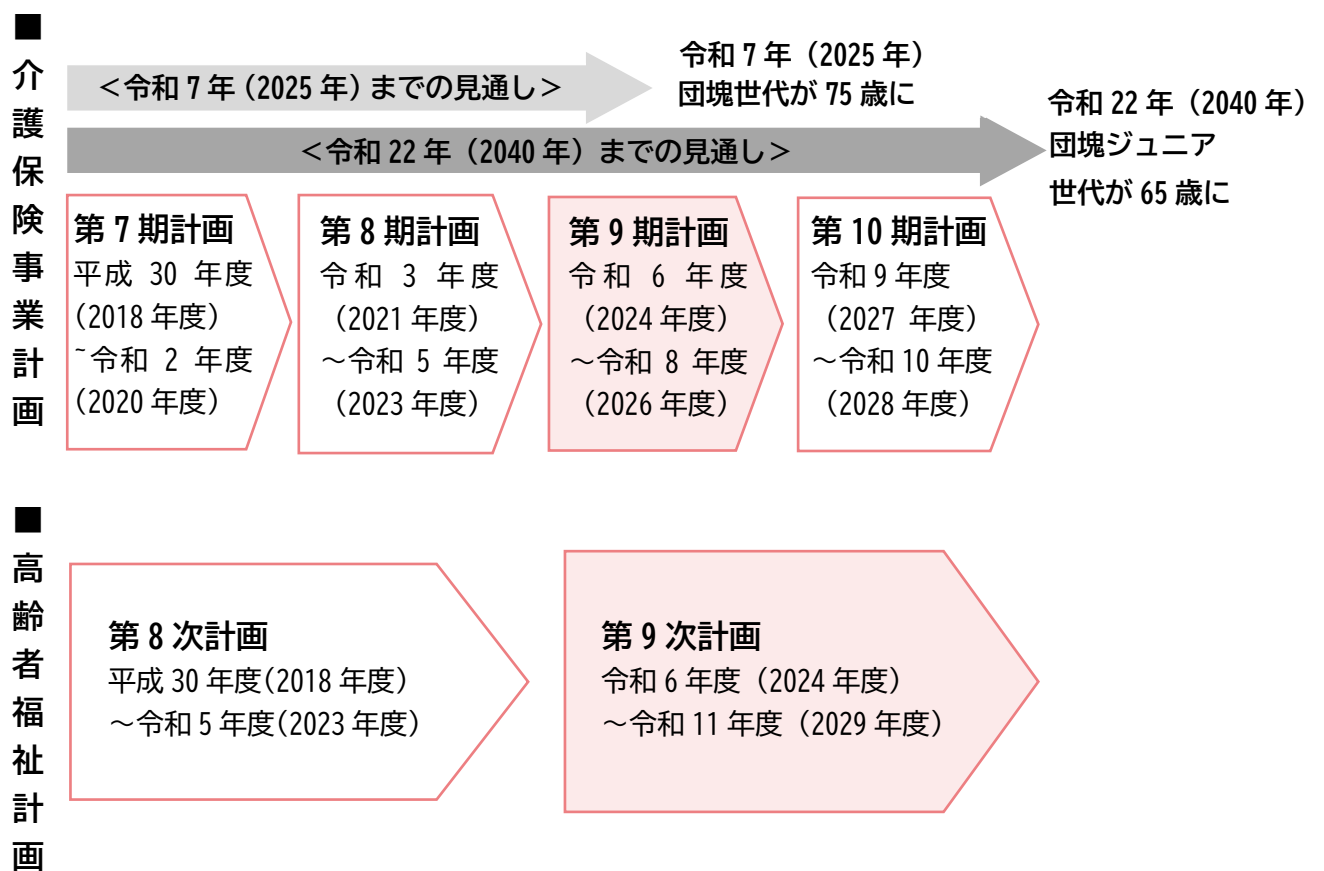 ■介護保険事業計画
＜令和７年（2025 年）までの見通し＞
令和７年（2025 年）
団塊世代が 75 歳に
＜令和 22 年（2040 年）までの見通し＞
令和 22 年（2040 年）
団塊ジュニア
世代が 65 歳に
第７期計画
平成 30 年度
(2018 年度)
~令和 2 年度
(2020 年度)
第８期計画
令和 3 年度
（2021 年度）
～令和 5 年度
（2023 年度）
第９期計画
令和 6 年度
（2024 年度）
～令和 8 年度
（2026 年度）
第 10 期計画
令和９年度
（2027 年度）
～令和 10 年度
（2028 年度）
■高齢者福祉計画
第８次計画
平成 30 年度(2018 年度)
～令和５年度(2023 年度)
第９次計画
令和６年度（2024 年度）
～令和 11 年度（2029 年度）